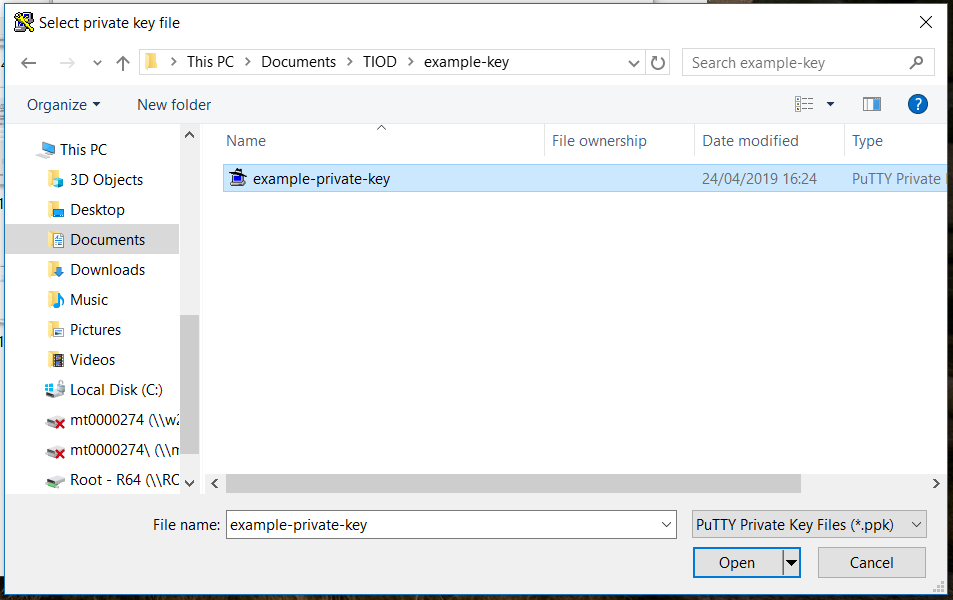 Select private key file
This PC > Documents > TIOD > example-key
Search example-key
Organize
New folder
?
Name
File ownership
Date modified
Type
This PC
3D Objects
Desktop
Documents
Downloads
Music
Pictures
Videos
Local Disk (C:)
mt0000274 (\\w2
mt0000274\ (\\m
Root - R64 (\\RC
example-private-key
24/04/2019 16:24
PuTTY Private
File name:
example-private-key
PuTTY Private Key Files (*.ppk)
Open
Cancel